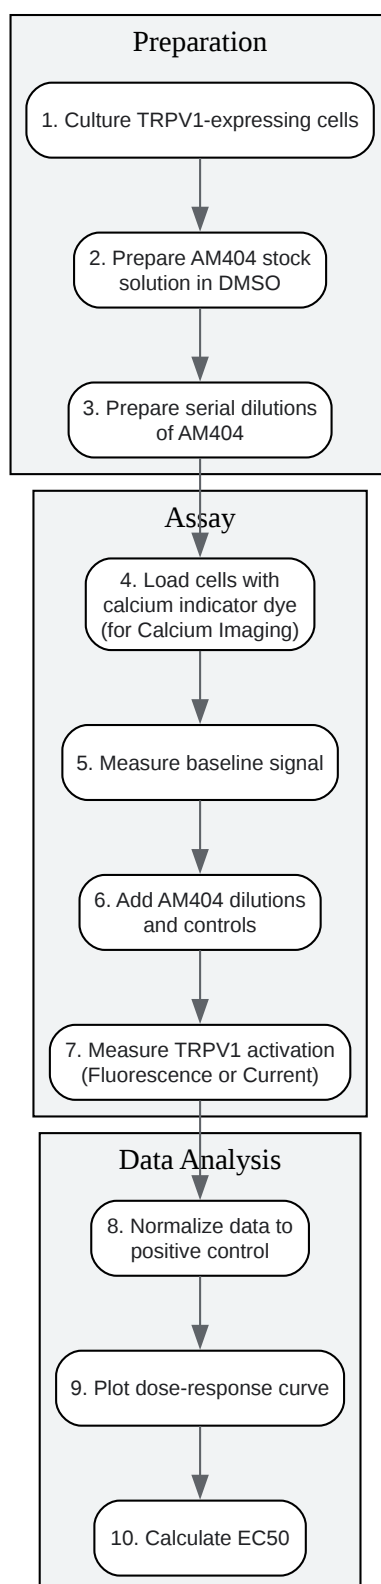 Preparation
1. Culture TRPV1-expressing cells
2. Prepare AM404 stock
solution in DMSO
3. Prepare serial dilutions
of AM404
Assay
4. Load cells with
calcium indicator dye
(for Calcium Imaging)
5. Measure baseline signal
6. Add AM404 dilutions
and controls
7. Measure TRPV1 activation
(Fluorescence or Current)
Data Analysis
8. Normalize data to
positive control
9. Plot dose-response curve
10. Calculate EC50